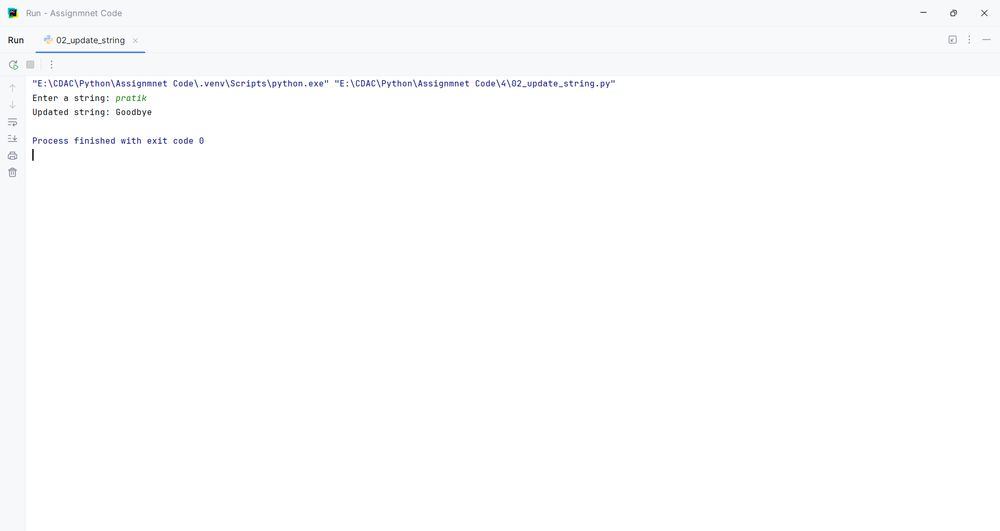 Run - Assignmnet Code
Run 02_update_string
"E:\CDAC\Python\Assignmnet Code\.venv\Scripts\python.exe" "E:\CDAC\Python\Assignmnet Code\4\02_update_string.py"
Enter a string: pratik
Updated string: Goodbye
Process finished with exit code 0